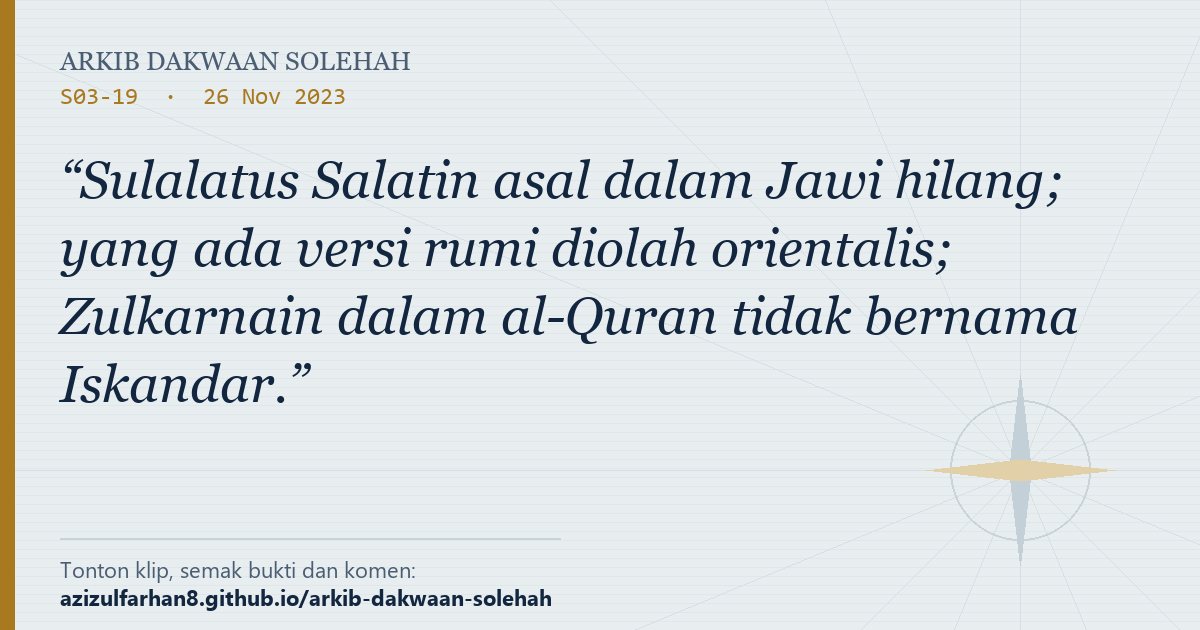 ARKIB DAKWAAN SOLEHAH
S03-19 · 26 Nov 2023
“Sulalatus Salatin asal dalam Jawi hilang;
yang ada versi rumi diolah orientalis;
Zulkarnain dalam al-Quran tidak bernama
Iskandar.”
Tonton klip, semak bukti dan komen:
azizulfarhan8.github.io/arkib-dakwaan-solehah